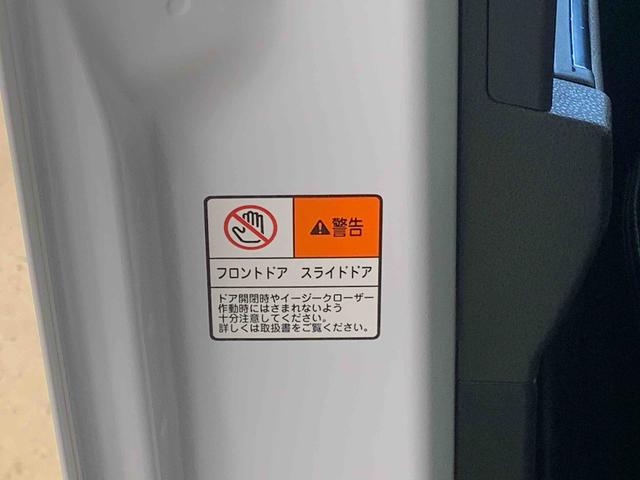 警告
フロントドア スライドドア
ドア開閉時やイージークローザー
作動時にはさまれないよう
十分注意してください。
詳しくは取扱書をご覧ください。